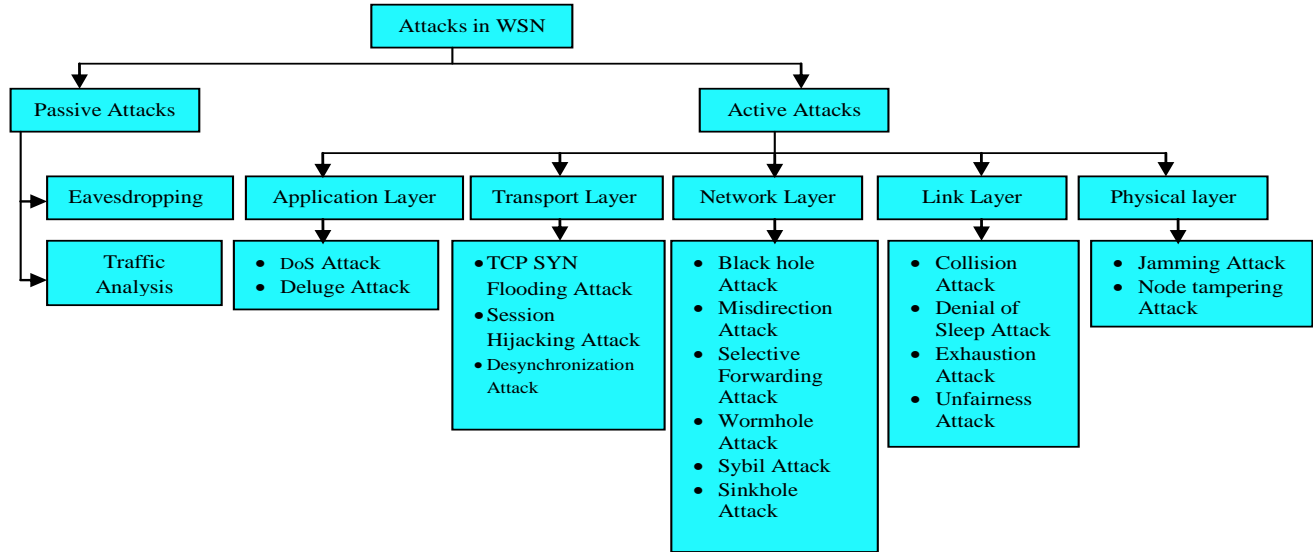 Attacks in WSN
Passive Attacks
Active Attacks
Eavesdropping
Application Layer
Transport Layer
Network Layer
Link Layer
Physical layer
Traffic
Analysis
• DoS Attack
• Deluge Attack
• TCP SYN
Flooding Attack
• Session
Hijacking Attack
• Desynchronization
Attack
• Black hole
Attack
• Misdirection
Attack
• Selective
Forwarding
Attack
• Wormhole
Attack
• Sybil Attack
• Sinkhole
Attack
• Collision
Attack
• Denial of
Sleep Attack
• Exhaustion
Attack
• Unfairness
Attack
• Jamming Attack
• Node tampering
Attack